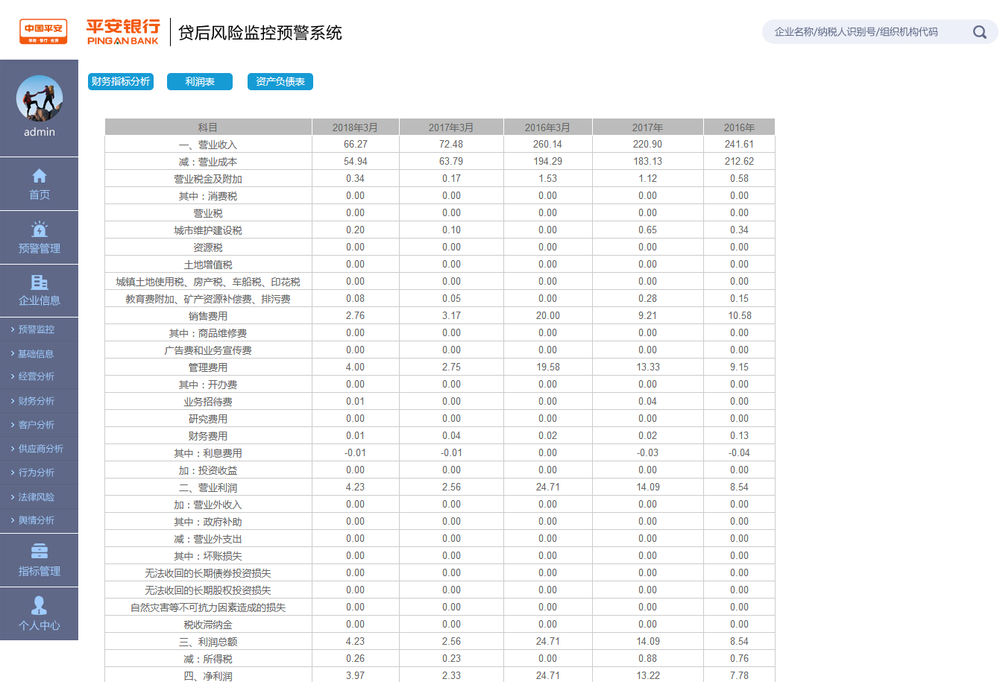 中国平安
保险·银行·投资
平安银行
PINGAN BANK
贷后风险监控预警系统
企业名称/纳税人识别号/组织机构代码
admin
首页
预警管理
企业信息
预警监控
基础信息
经营分析
财务分析
客户分析
供应商分析
行为分析
法律风险
舆情分析
指标管理
个人中心
财务指标分析 利润表 资产负债表
科目 2018年3月 2017年3月 2016年3月 2017年 2016年
一、营业收入 66.27 72.48 260.14 220.90 241.61
减：营业成本 54.94 63.79 194.29 183.13 212.62
营业税金及附加 0.34 0.17 1.53 1.12 0.58
其中：消费税 0.00 0.00 0.00 0.00 0.00
营业税 0.00 0.00 0.00 0.00 0.00
城市维护建设税 0.20 0.10 0.00 0.65 0.34
资源税 0.00 0.00 0.00 0.00 0.00
土地增值税 0.00 0.00 0.00 0.00 0.00
城镇土地使用税、房产税、车船税、印花税 0.00 0.00 0.00 0.00 0.00
教育费附加、矿产资源补偿费、排污费 0.08 0.05 0.00 0.28 0.15
销售费用 2.76 3.17 20.00 9.21 10.58
其中：商品维修费 0.00 0.00 0.00 0.00 0.00
广告费和业务宣传费 0.00 0.00 0.00 0.00 0.00
管理费用 4.00 2.75 19.58 13.33 9.15
其中：开办费 0.00 0.00 0.00 0.00 0.00
业务招待费 0.01 0.00 0.00 0.04 0.00
研究费用 0.00 0.00 0.00 0.00 0.00
财务费用 0.01 0.04 0.02 0.02 0.13
其中：利息费用 -0.01 -0.01 0.00 -0.03 -0.04
加：投资收益 0.00 0.00 0.00 0.00 0.00
二、营业利润 4.23 2.56 24.71 14.09 8.54
加：营业外收入 0.00 0.00 0.00 0.00 0.00
其中：政府补助 0.00 0.00 0.00 0.00 0.00
减：营业外支出 0.00 0.00 0.00 0.00 0.00
其中：坏账损失 0.00 0.00 0.00 0.00 0.00
无法收回的长期债券投资损失 0.00 0.00 0.00 0.00 0.00
无法收回的长期股权投资损失 0.00 0.00 0.00 0.00 0.00
自然灾害等不可抗力因素造成的损失 0.00 0.00 0.00 0.00 0.00
税收滞纳金 0.00 0.00 0.00 0.00 0.00
三、利润总额 4.23 2.56 24.71 14.09 8.54
减：所得税 0.26 0.23 0.00 0.88 0.76
四、净利润 3.97 2.33 24.71 13.22 7.78